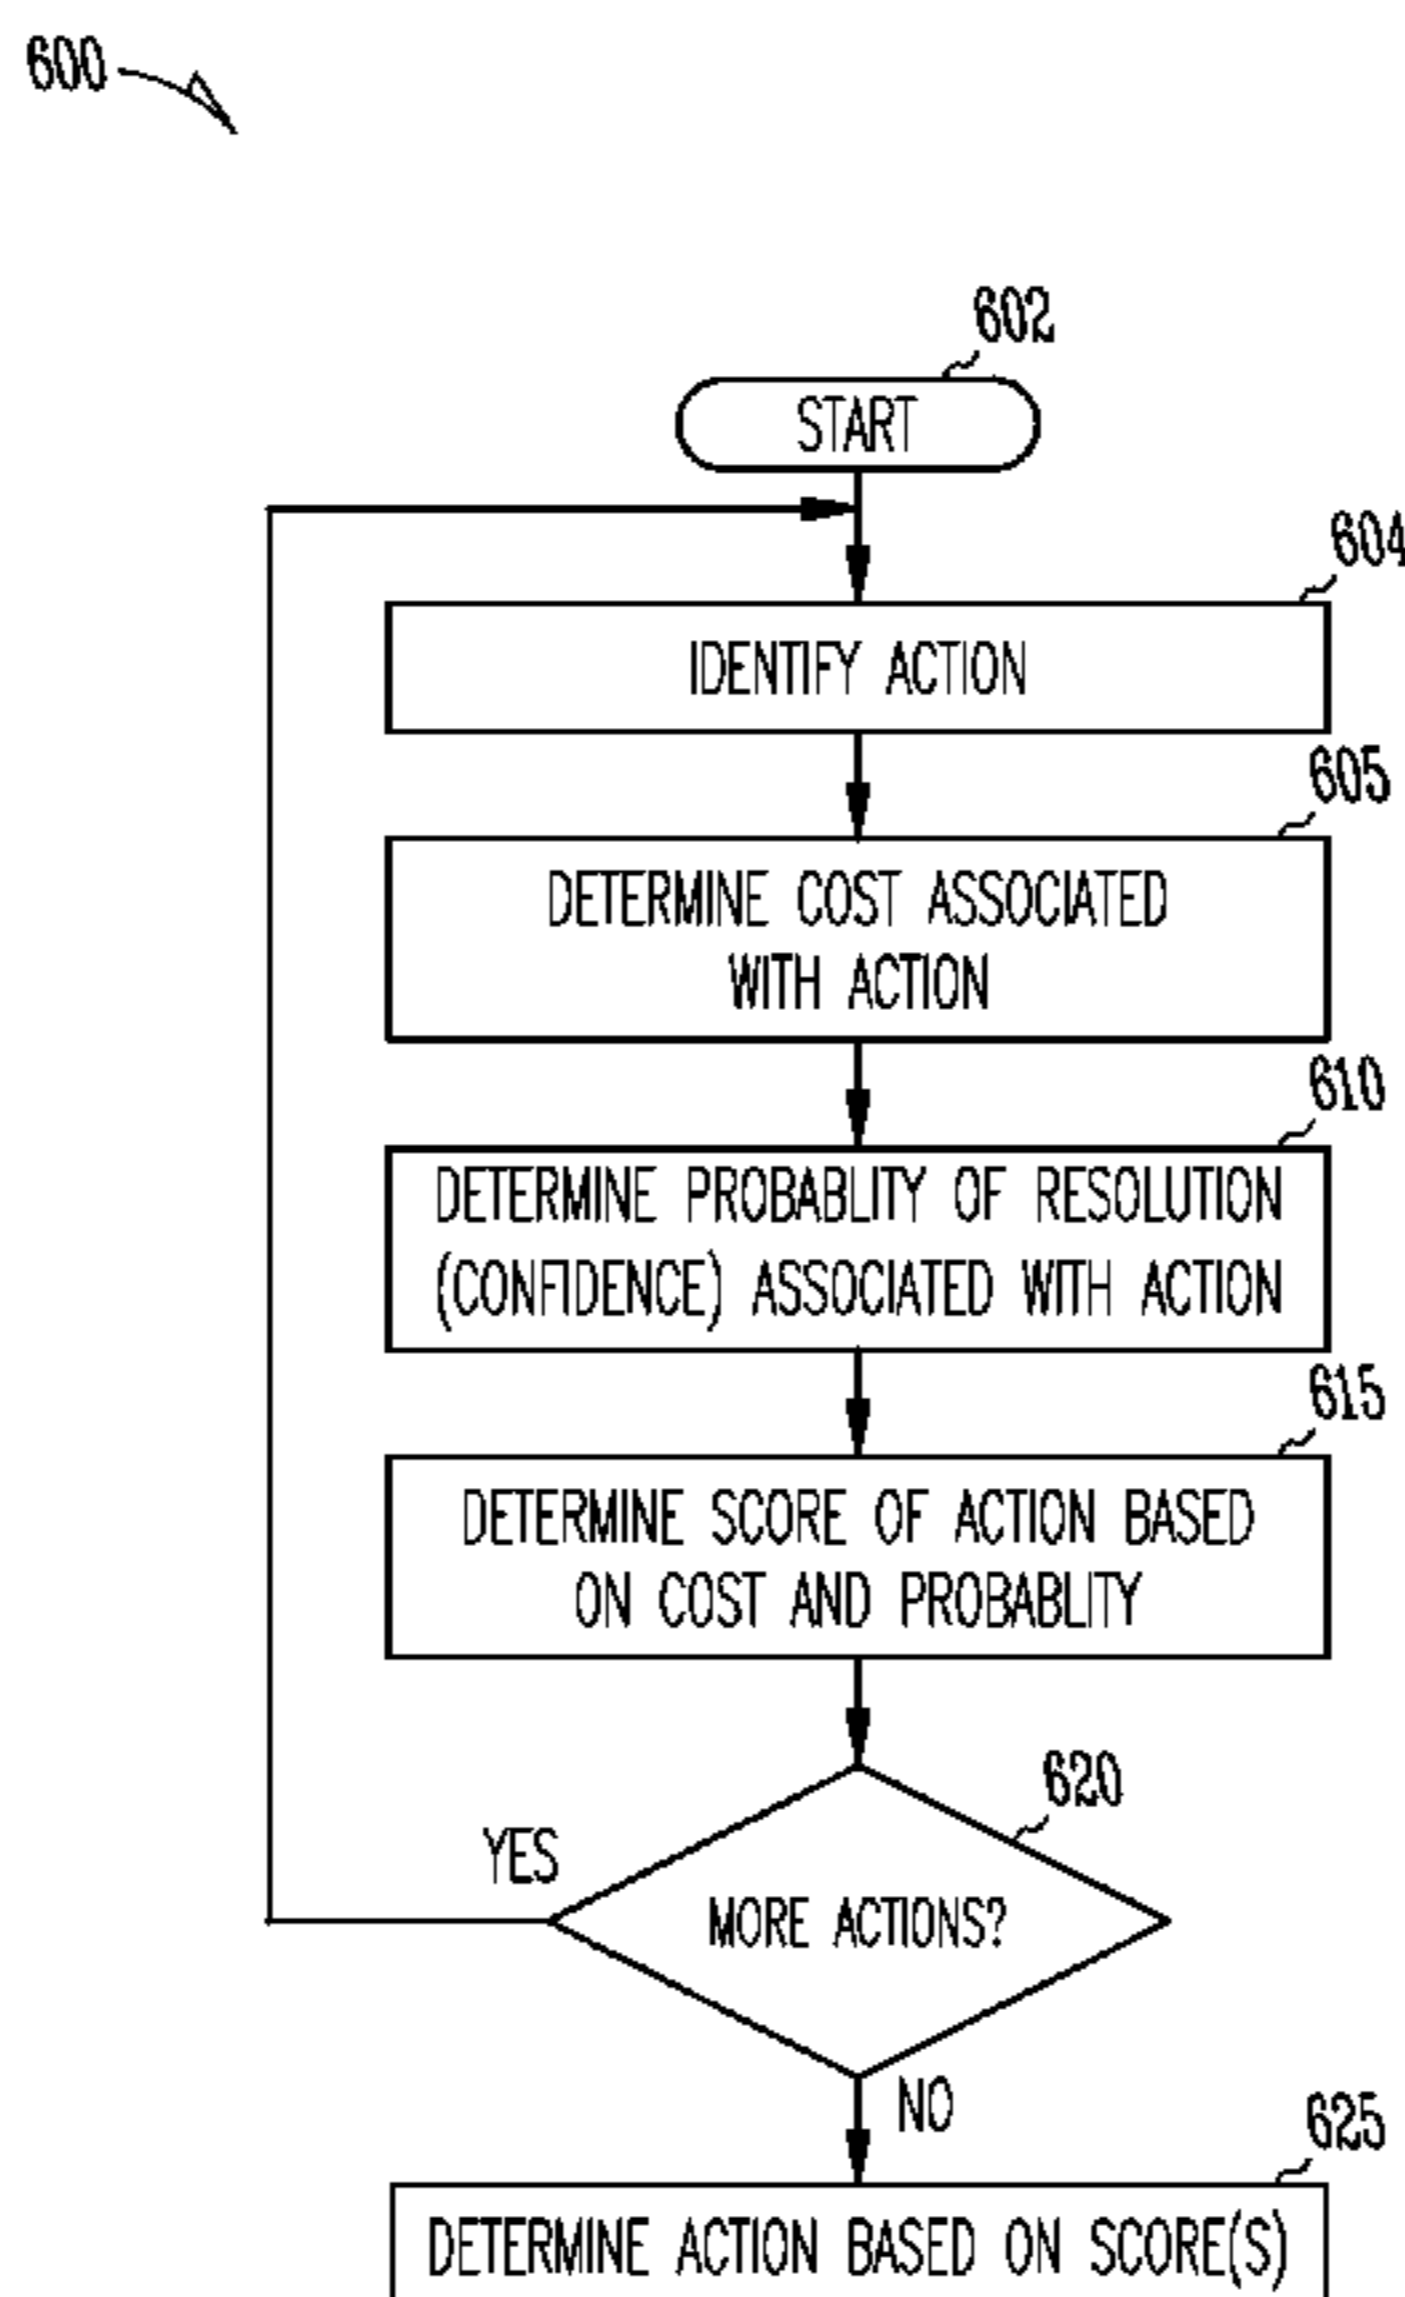 600
602
START
604
IDENTIFY ACTION
605
DETERMINE COST ASSOCIATED
WITH ACTION
610
DETERMINE PROBABLITY OF RESOLUTION
(CONFIDENCE) ASSOCIATED WITH ACTION
615
DETERMINE SCORE OF ACTION BASED
ON COST AND PROBABLITY
620
YES
MORE ACTIONS?
NO
625
DETERMINE ACTION BASED ON SCORE(S)